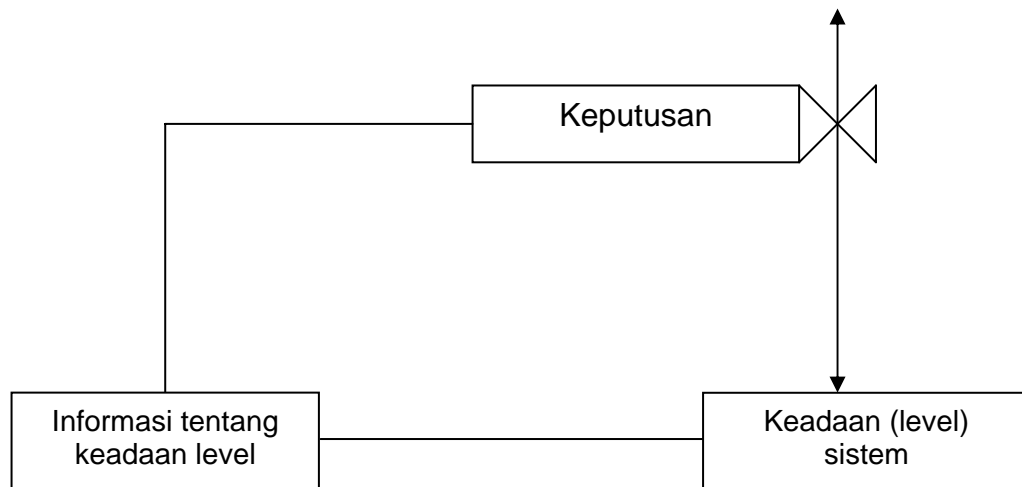 Keputusan
Informasi tentang
keadaan level
Keadaan (level)
sistem